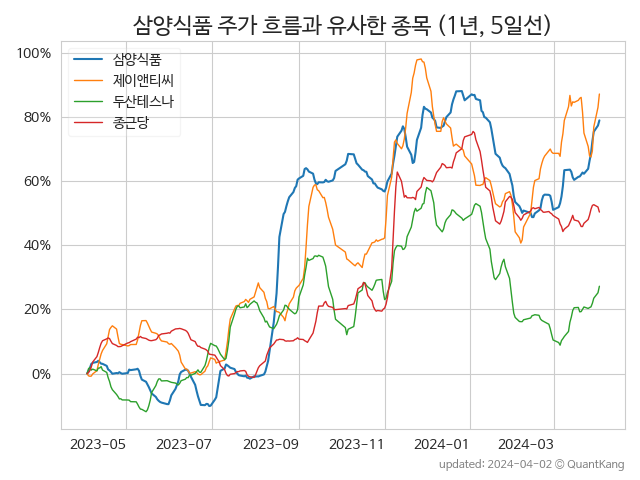 삼양식품 주가 흐름과 유사한 종목 (1년, 5일선)
100%
80%
60%
40%
20%
0%
삼양식품
제이앤티씨
두산테스나
종근당
2023-05 2023-07 2023-09 2023-11 2024-01 2024-03
updated: 2024-04-02 © QuantKang